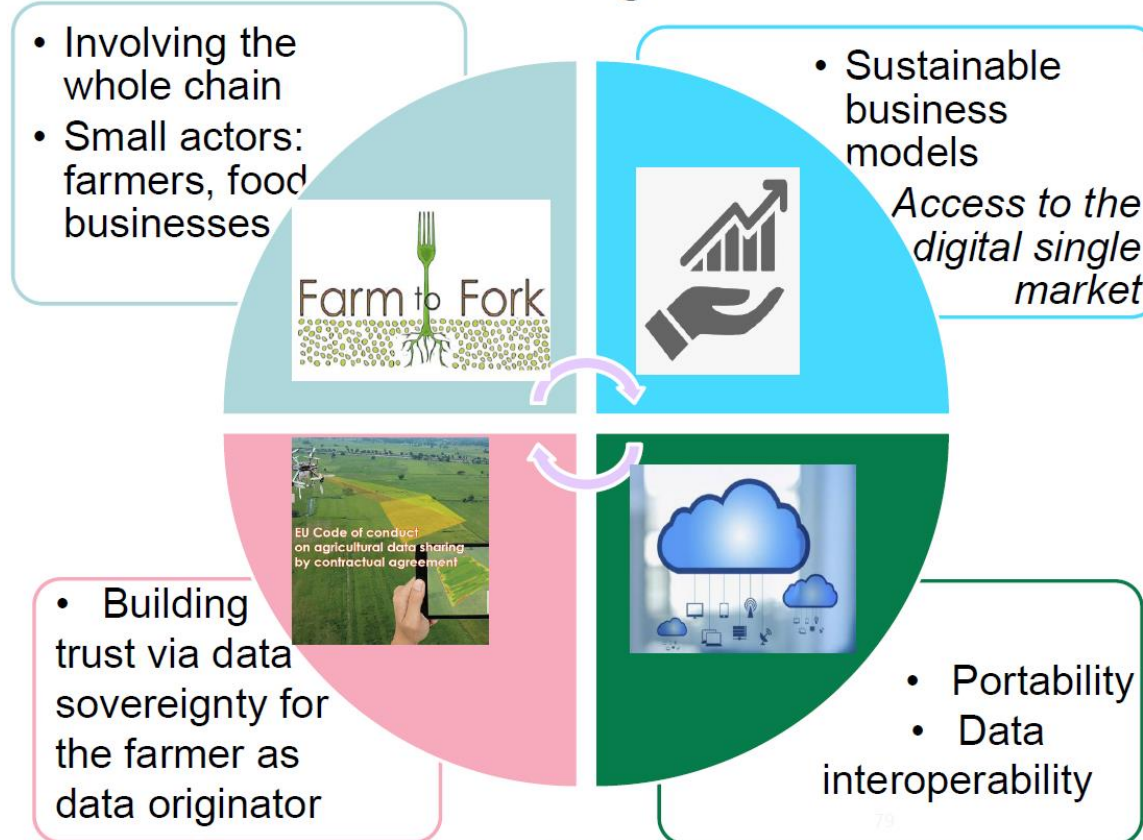 • Involving the
whole chain
• Small actors:
farmers, food
businesses
• Sustainable
business
models
Access to the
digital single
market
Farm to Fork
EU Code of conduct
on agricultural data sharing
by contractual agreement
• Building
trust via data
sovereignty for
the farmer as
data originator
• Portability
• Data
interoperability
79